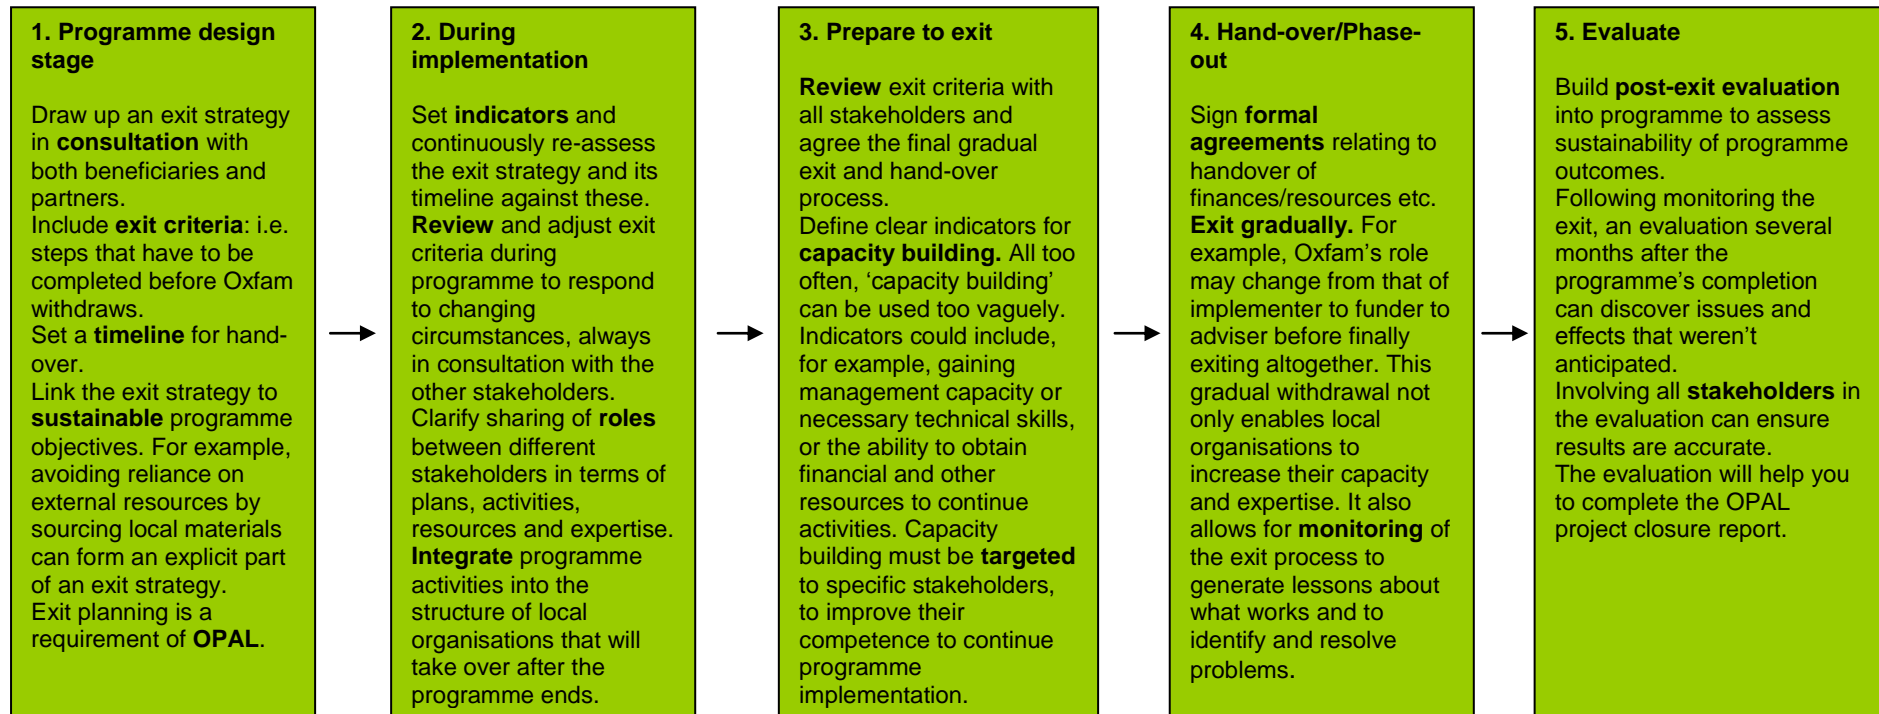 1. Programme design
stage
Draw up an exit strategy
in consultation with
both beneficiaries and
partners.
Include exit criteria: i.e.
steps that have to be
completed before Oxfam
withdraws.
Set a timeline for hand-
over.
Link the exit strategy to
sustainable programme
objectives. For example,
avoiding reliance on
external resources by
sourcing local materials
can form an explicit part
of an exit strategy.
Exit planning is a
requirement of OPAL.
2. During
implementation
Set indicators and
continuously re-assess
the exit strategy and its
timeline against these.
Review and adjust exit
criteria during
programme to respond
to changing
circumstances, always
in consultation with the
other stakeholders.
Clarify sharing of roles
between different
stakeholders in terms of
plans, activities,
resources and expertise.
Integrate programme
activities into the
structure of local
organisations that will
take over after the
programme ends.
3. Prepare to exit
Review exit criteria with
all stakeholders and
agree the final gradual
exit and hand-over
process.
Define clear indicators for
capacity building. All too
often, ‘capacity building’
can be used too vaguely.
Indicators could include,
for example, gaining
management capacity or
necessary technical skills,
or the ability to obtain
financial and other
resources to continue
activities. Capacity
building must be targeted
to specific stakeholders,
to improve their
competence to continue
programme
implementation.
4. Hand-over/Phase-
out
Sign formal
agreements relating to
handover of
finances/resources etc.
Exit gradually. For
example, Oxfam’s role
may change from that of
implementer to funder to
adviser before finally
exiting altogether. This
gradual withdrawal not
only enables local
organisations to
increase their capacity
and expertise. It also
allows for monitoring of
the exit process to
generate lessons about
what works and to
identify and resolve
problems.
5. Evaluate
Build post-exit evaluation
into programme to assess
sustainability of programme
outcomes.
Following monitoring the
exit, an evaluation several
months after the
programme’s completion
can discover issues and
effects that weren’t
anticipated.
Involving all stakeholders in
the evaluation can ensure
results are accurate.
The evaluation will help you
to complete the OPAL
project closure report.